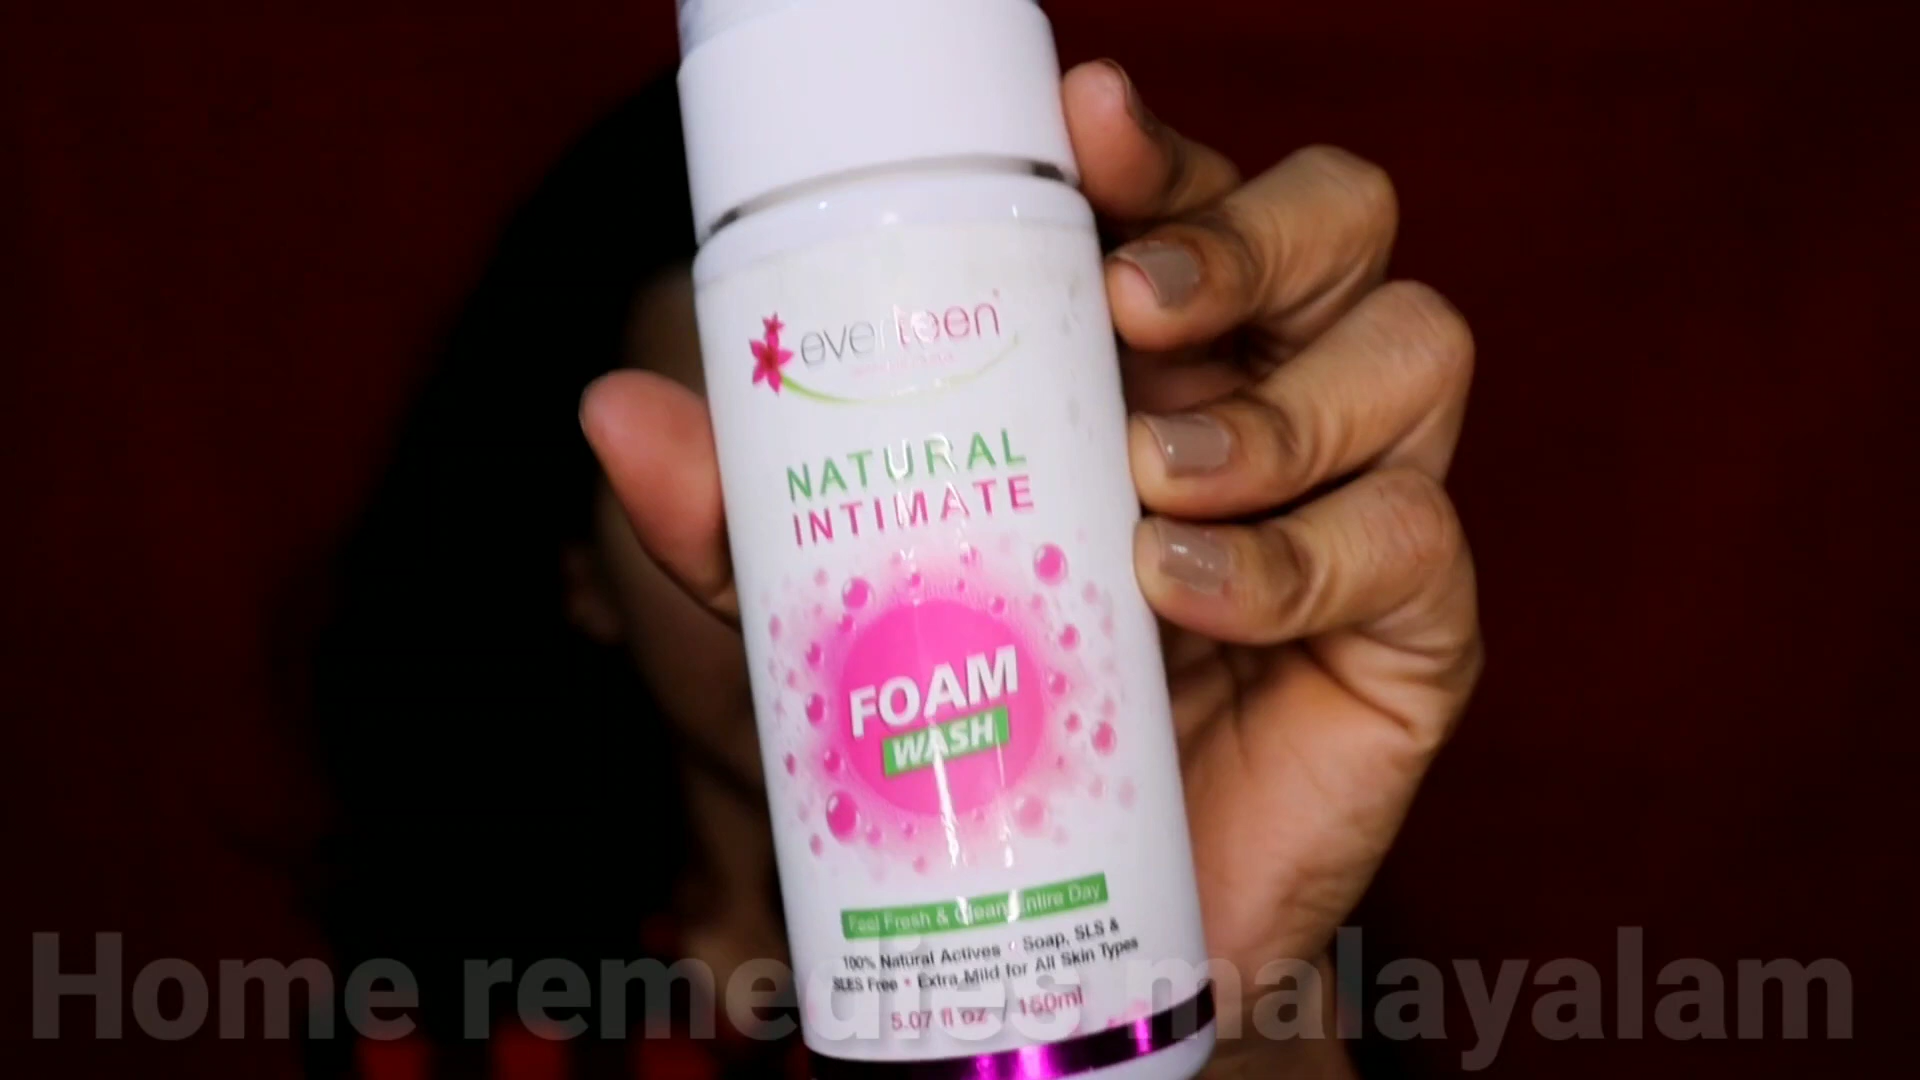 everteen
NATURAL
INTIMATE
FOAM
WASH
Feel Fresh & Clean Entire Day
100% Natural Actives • Soap, SLS &
SLES Free • Extra Mild for All Skin Types
5.07 fl oz - 150ml
Home remedies malayalam